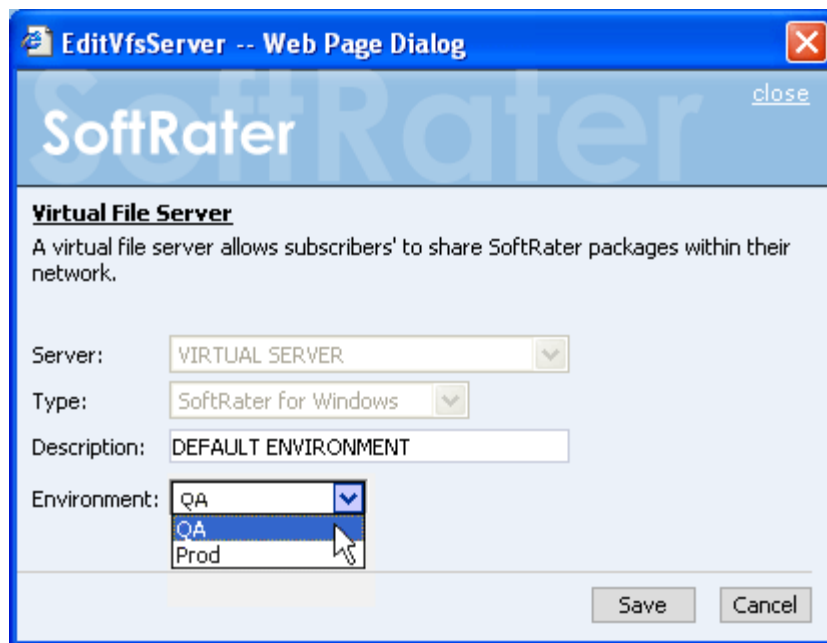 EditVfsServer -- Web Page Dialog
SoftRater
close
SoftRater
Virtual File Server
A virtual file server allows subscribers' to share SoftRater packages within their
network.
Server: VIRTUAL SERVER
Type: SoftRater for Windows
Description: DEFAULT ENVIRONMENT
Environment: QA
QA
Prod
Save Cancel